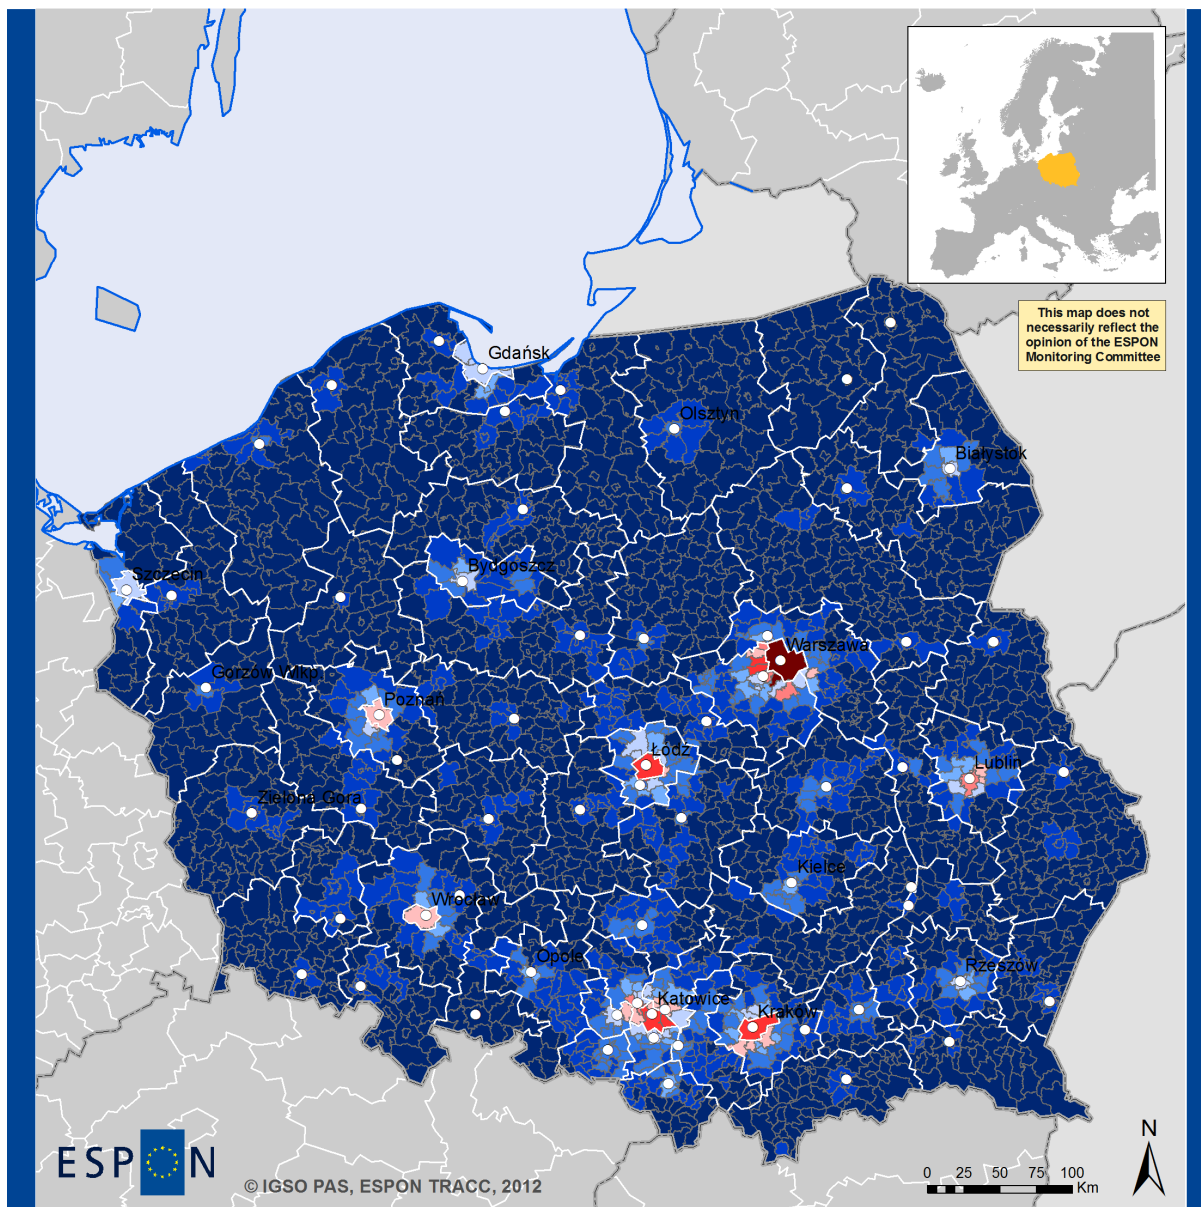 This map does not
necessarily reflect the
opinion of the ESPON
Monitoring Committee
Gdańsk
Olsztyn
Białystok
Szczecin
Bydgoszcz
Warszawa
Gorzów Wlkp.
Poznań
Łódź
Lublin
Zielona Góra
Kielce
Wrocław
Opole
Rzeszów
Katowice
Kraków
ESPON
© IGSO PAS, ESPON TRACC, 2012
N
0 25 50 75 100
Km